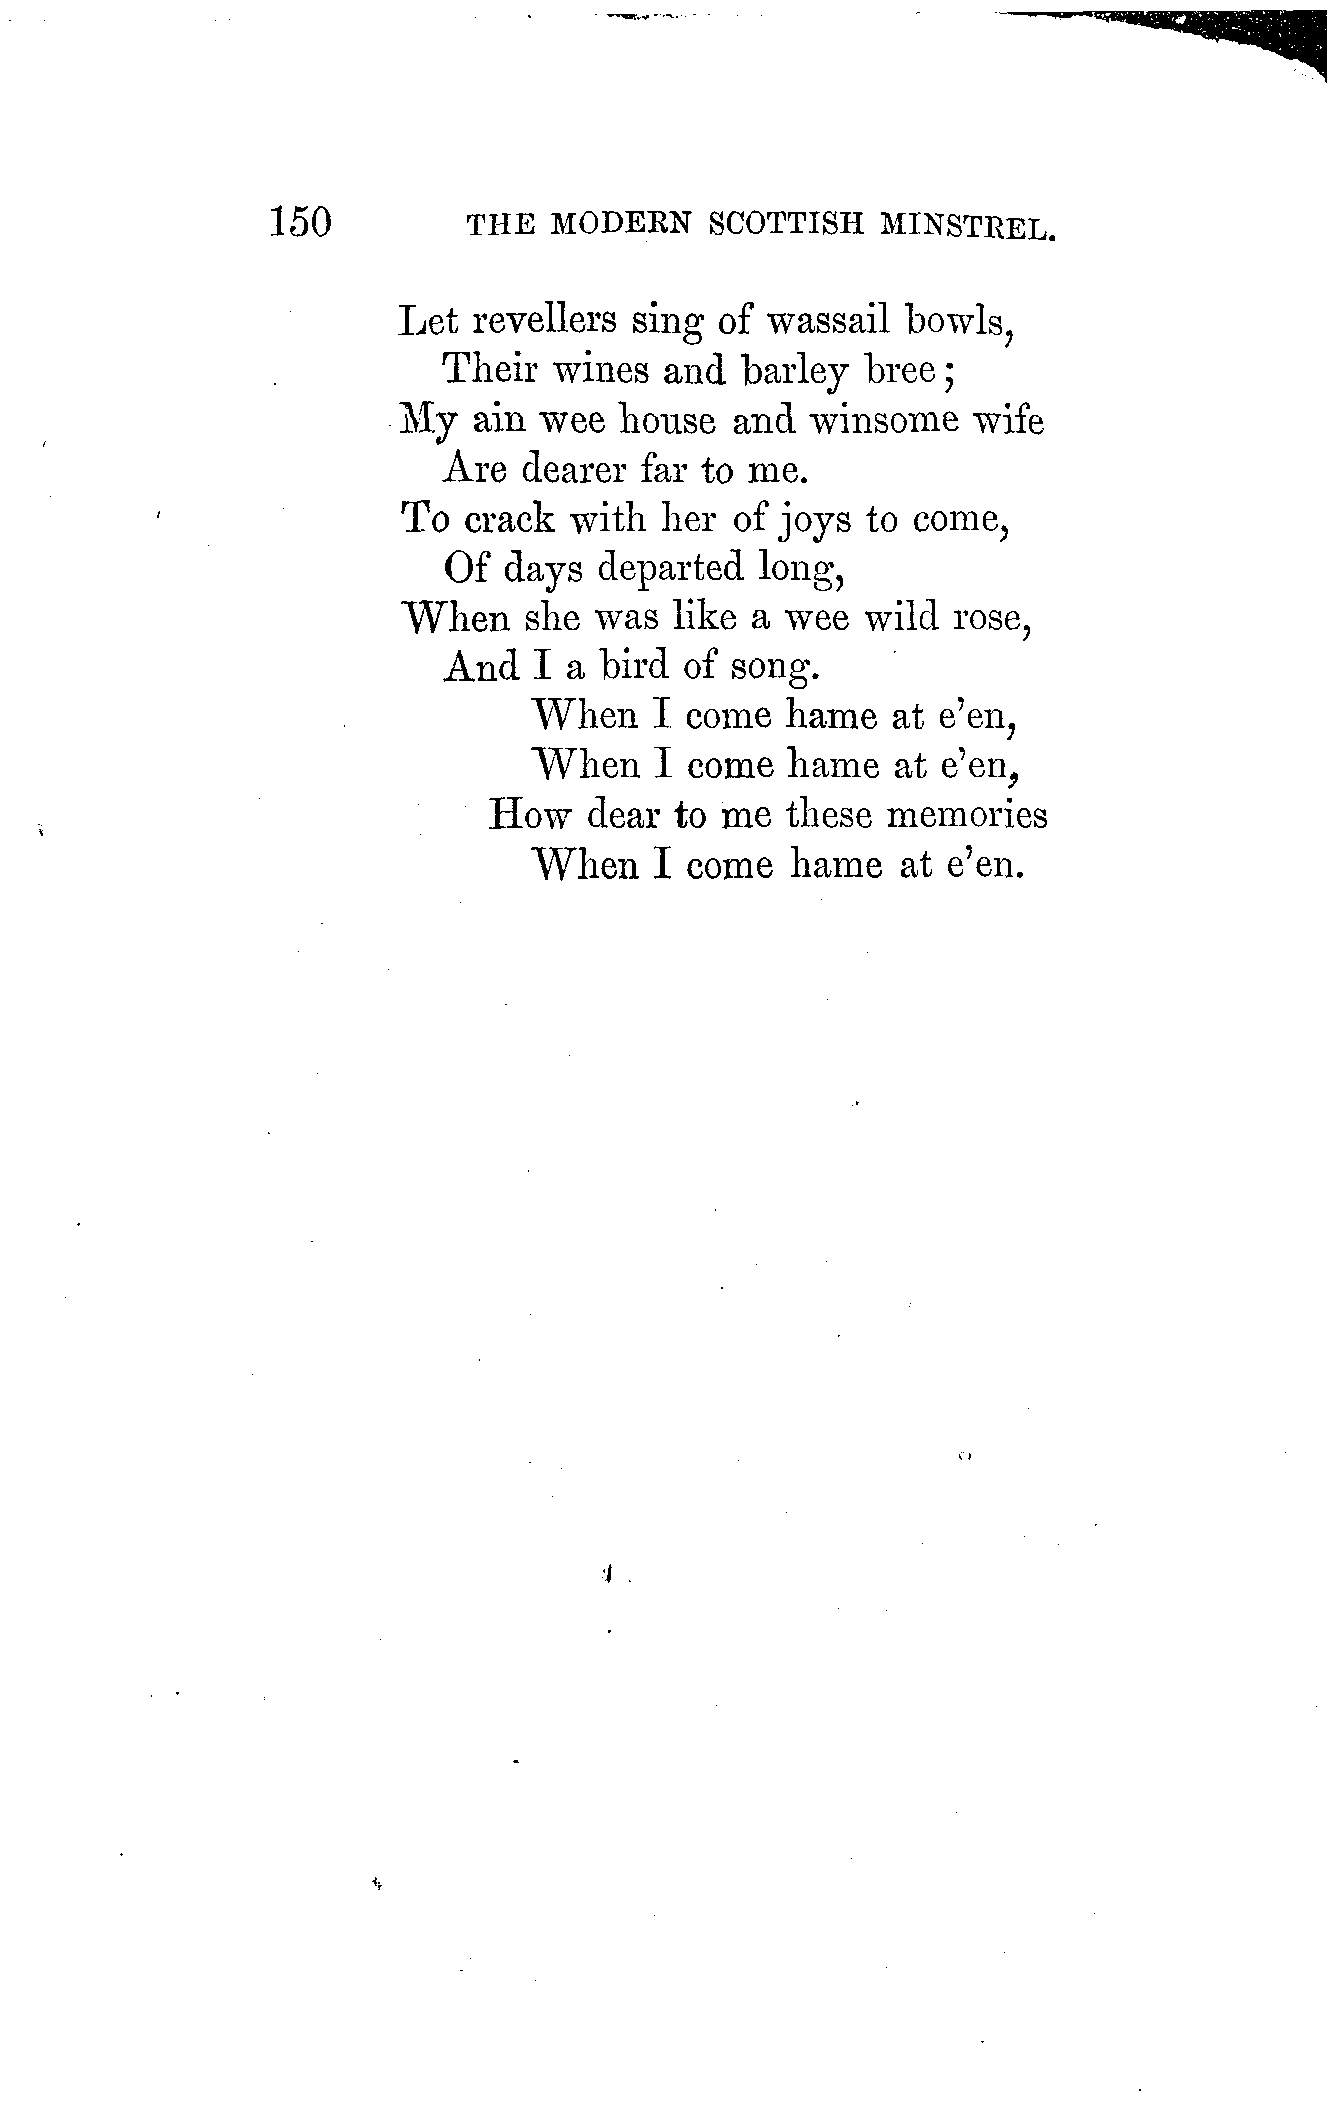 150 THE MODERN SCOTTISH MINSTREL.
Let revellers sing of wassail bowls,
Their wines and barley bree;
My ain wee house and winsome wife
Are dearer far to me.
To crack with her of joys to come,
Of days departed long,
When she was like a wee wild rose,
And I a bird of song.
When I come hame at e'en,
When I come hame at e'en,
How dear to me these memories
When I come hame at e'en.